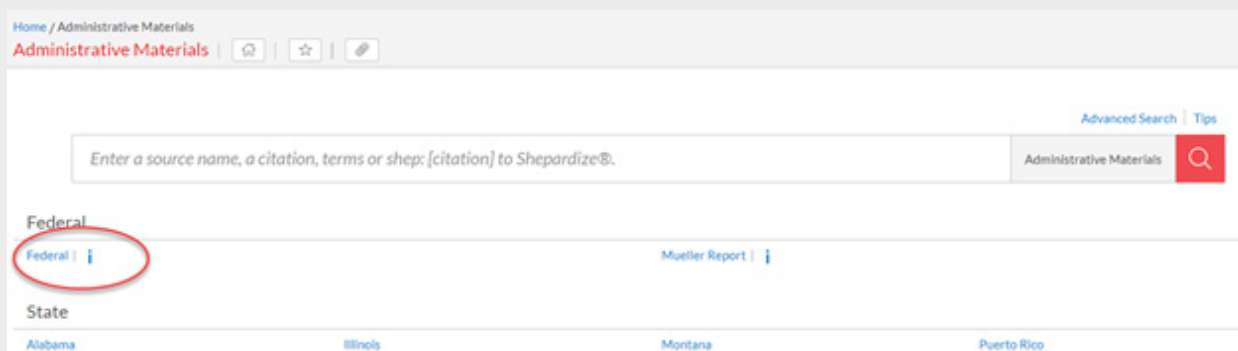 Home / Administrative Materials
Administrative Materials
Advanced Search | Tips
Enter a source name, a citation, terms or shep: [citation] to Shepardize®.
Administrative Materials
Federal
Federal | i
Mueller Report | i
State
Alabama
Illinois
Montana
Puerto Rico